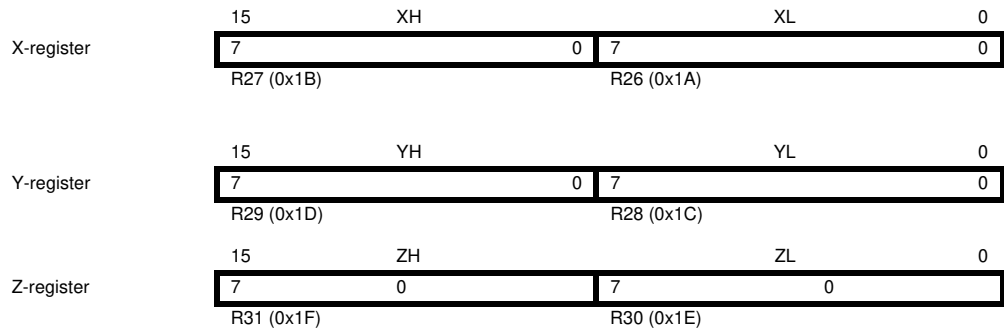 15 XH XL 0
X-register 7 0 7 0
R27 (0x1B) R26 (0x1A)
15 YH YL 0
Y-register 7 0 7 0
R29 (0x1D) R28 (0x1C)
15 ZH ZL 0
Z-register 7 0 7 0
R31 (0x1F) R30 (0x1E)